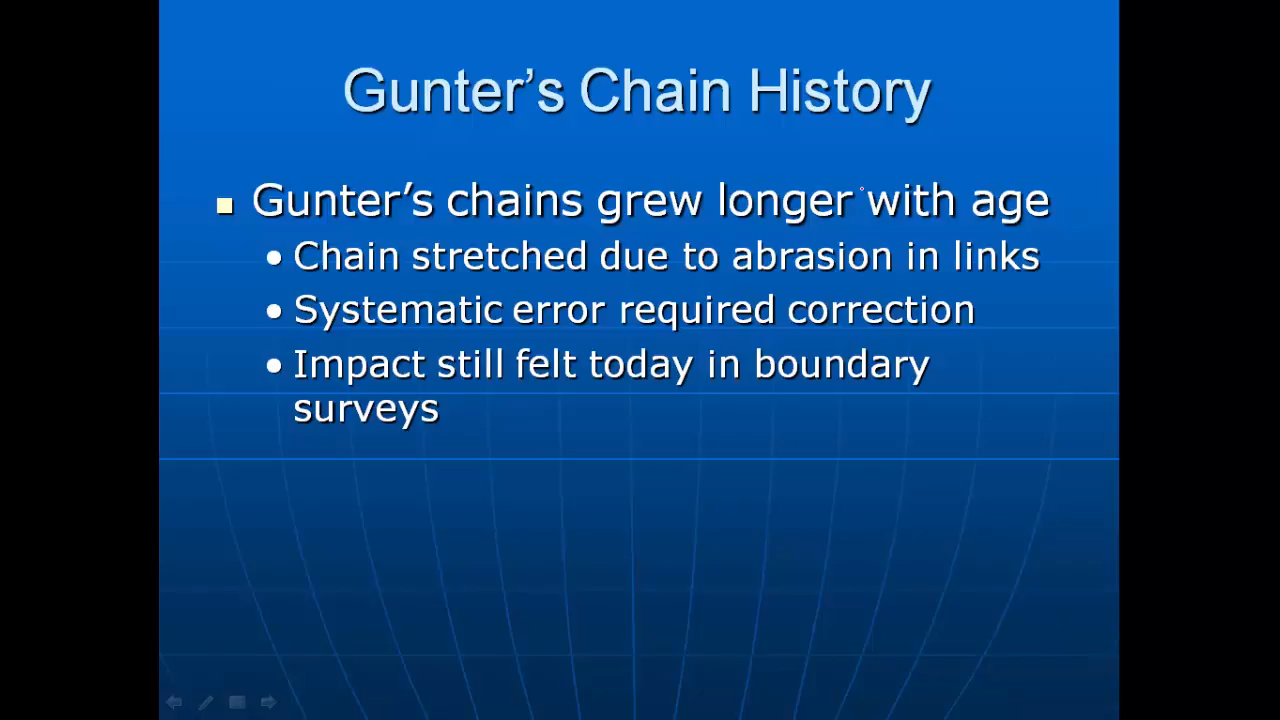 Gunter’s Chain History
Gunter’s chains grew longer with age
Chain stretched due to abrasion in links
Systematic error required correction
Impact still felt today in boundary
surveys